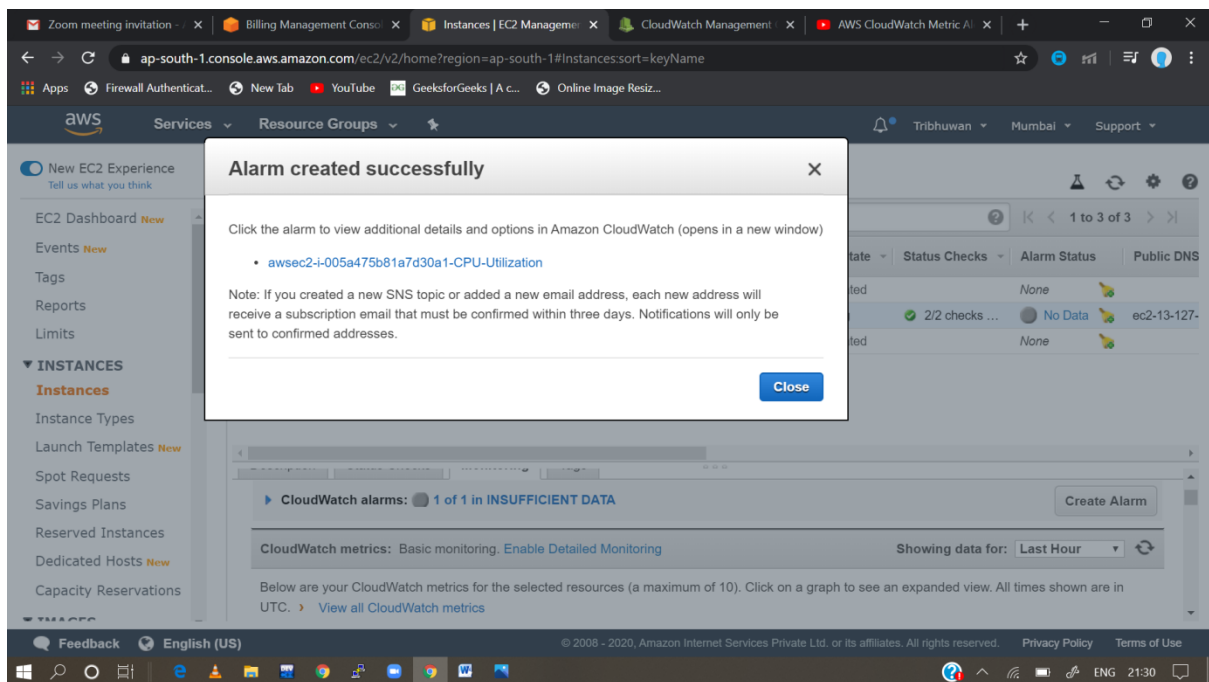 Zoom meeting invitation -
Billing Management Consol
Instances | EC2 Managemen
CloudWatch Management
AWS CloudWatch Metric Al
ap-south-1.console.aws.amazon.com/ec2/v2/home?region=ap-south-1#Instances:sort=keyName
Apps Firewall Authenticat... New Tab YouTube GeeksforGeeks | A c... Online Image Resiz...
aws Services Resource Groups Tribhuwan Mumbai Support
New EC2 Experience
Tell us what you think
EC2 Dashboard New
Events New
Tags
Reports
Limits
INSTANCES
Instances
Instance Types
Launch Templates New
Spot Requests
Savings Plans
Reserved Instances
Dedicated Hosts New
Capacity Reservations
Alarm created successfully
Click the alarm to view additional details and options in Amazon CloudWatch (opens in a new window)
• awsec2-i-005a475b81a7d30a1-CPU-Utilization
Note: If you created a new SNS topic or added a new email address, each new address will
receive a subscription email that must be confirmed within three days. Notifications will only be
sent to confirmed addresses.
Close
1 to 3 of 3
tate Status Checks Alarm Status Public DNS
ted None
2/2 checks ... No Data ec2-13-127-
ted None
CloudWatch alarms: 1 of 1 in INSUFFICIENT DATA
Create Alarm
CloudWatch metrics: Basic monitoring. Enable Detailed Monitoring
Showing data for: Last Hour
Below are your CloudWatch metrics for the selected resources (a maximum of 10). Click on a graph to see an expanded view. All times shown are in
UTC. View all CloudWatch metrics
Feedback English (US) © 2008 - 2020, Amazon Internet Services Private Ltd. or its affiliates. All rights reserved. Privacy Policy Terms of Use
ENG 21:30